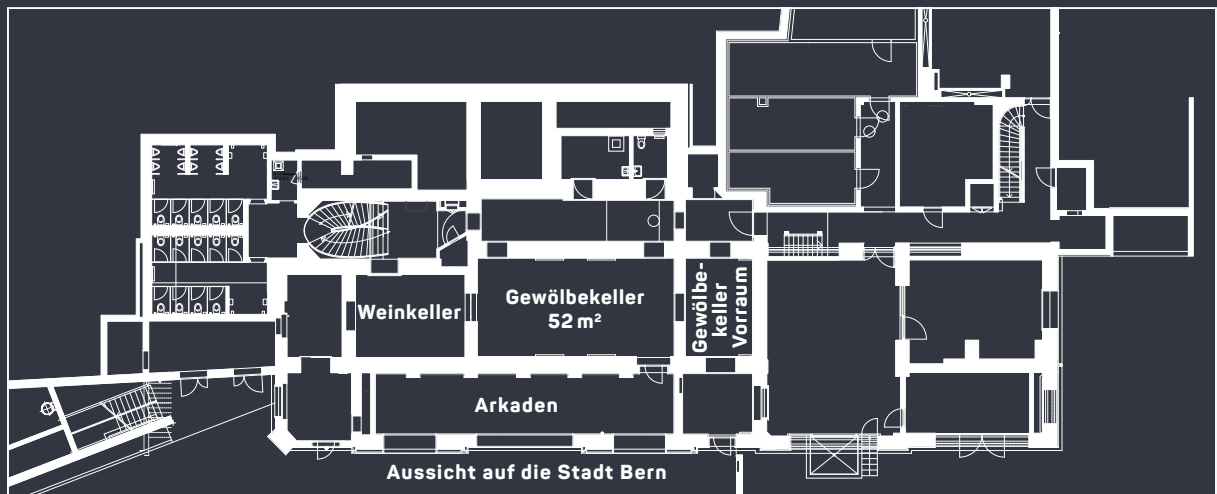 Weinkeller
Gewölbekeller
52 m²
Gewölbe-
keller
Vorraum
Arkaden
Aussicht auf die Stadt Bern